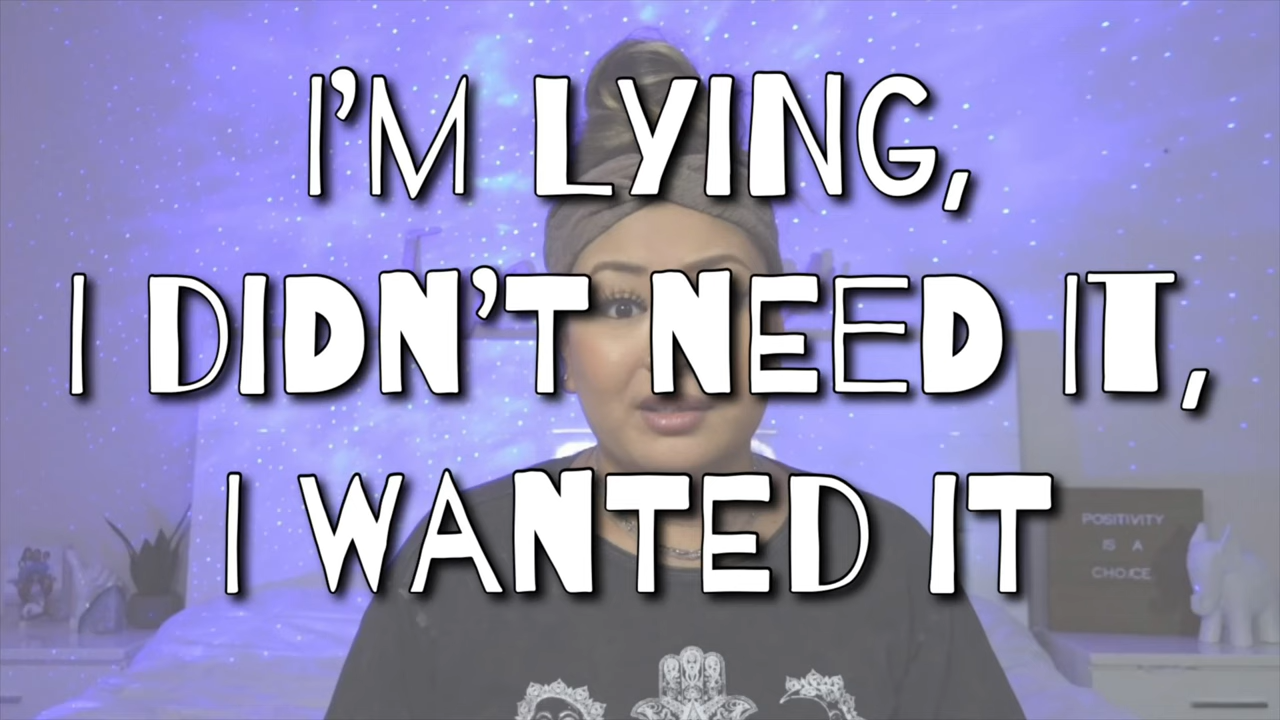 I'M LYING,
I DIDN'T NEED IT,
I WANTED IT
POSITIVITY
IS A
CHOICE